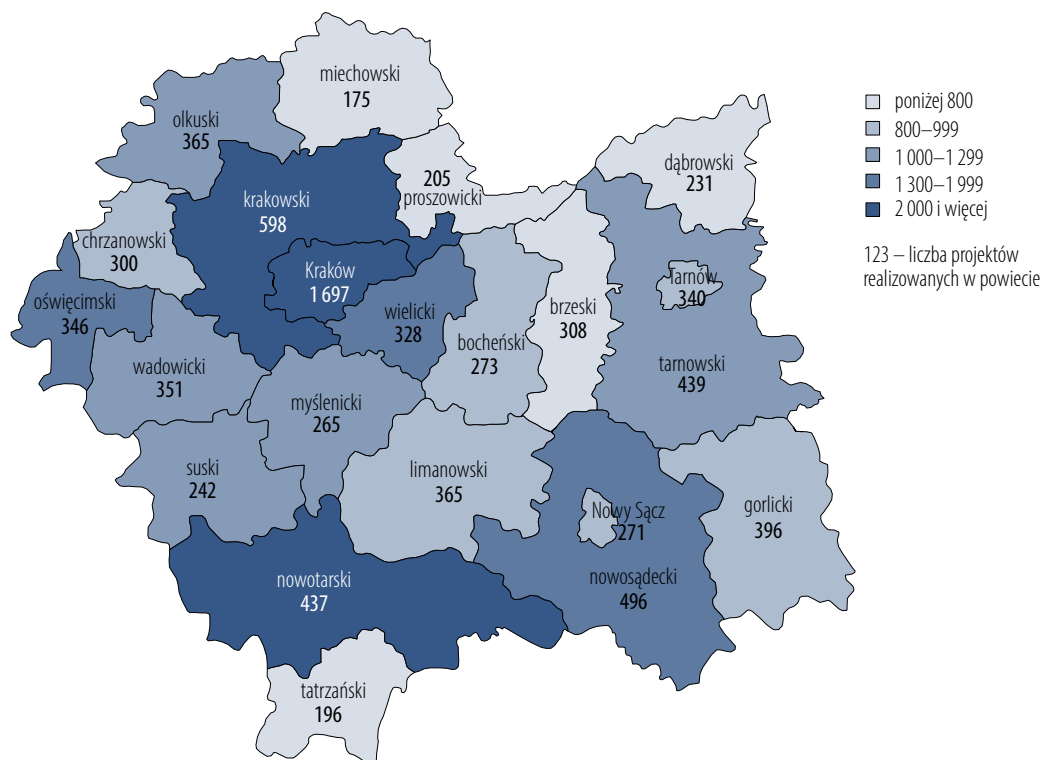 miechowski
175
olkuski
365
dąbrowski
231
205
proszowicki
krakowski
598
chrzanowski
300
Kraków
1 697
Tarnów
340
oświęcimski
346
wielicki
328
brzeski
308
bocheński
273
wadowicki
351
tarnowski
439
myślenicki
265
suski
242
limanowski
365
gorlicki
396
Nowy Sącz
271
nowotarski
437
nowosądecki
496
tatrzański
196
poniżej 800
800–999
1 000–1 299
1 300–1 999
2 000 i więcej
123 – liczba projektów
realizowanych w powiecie